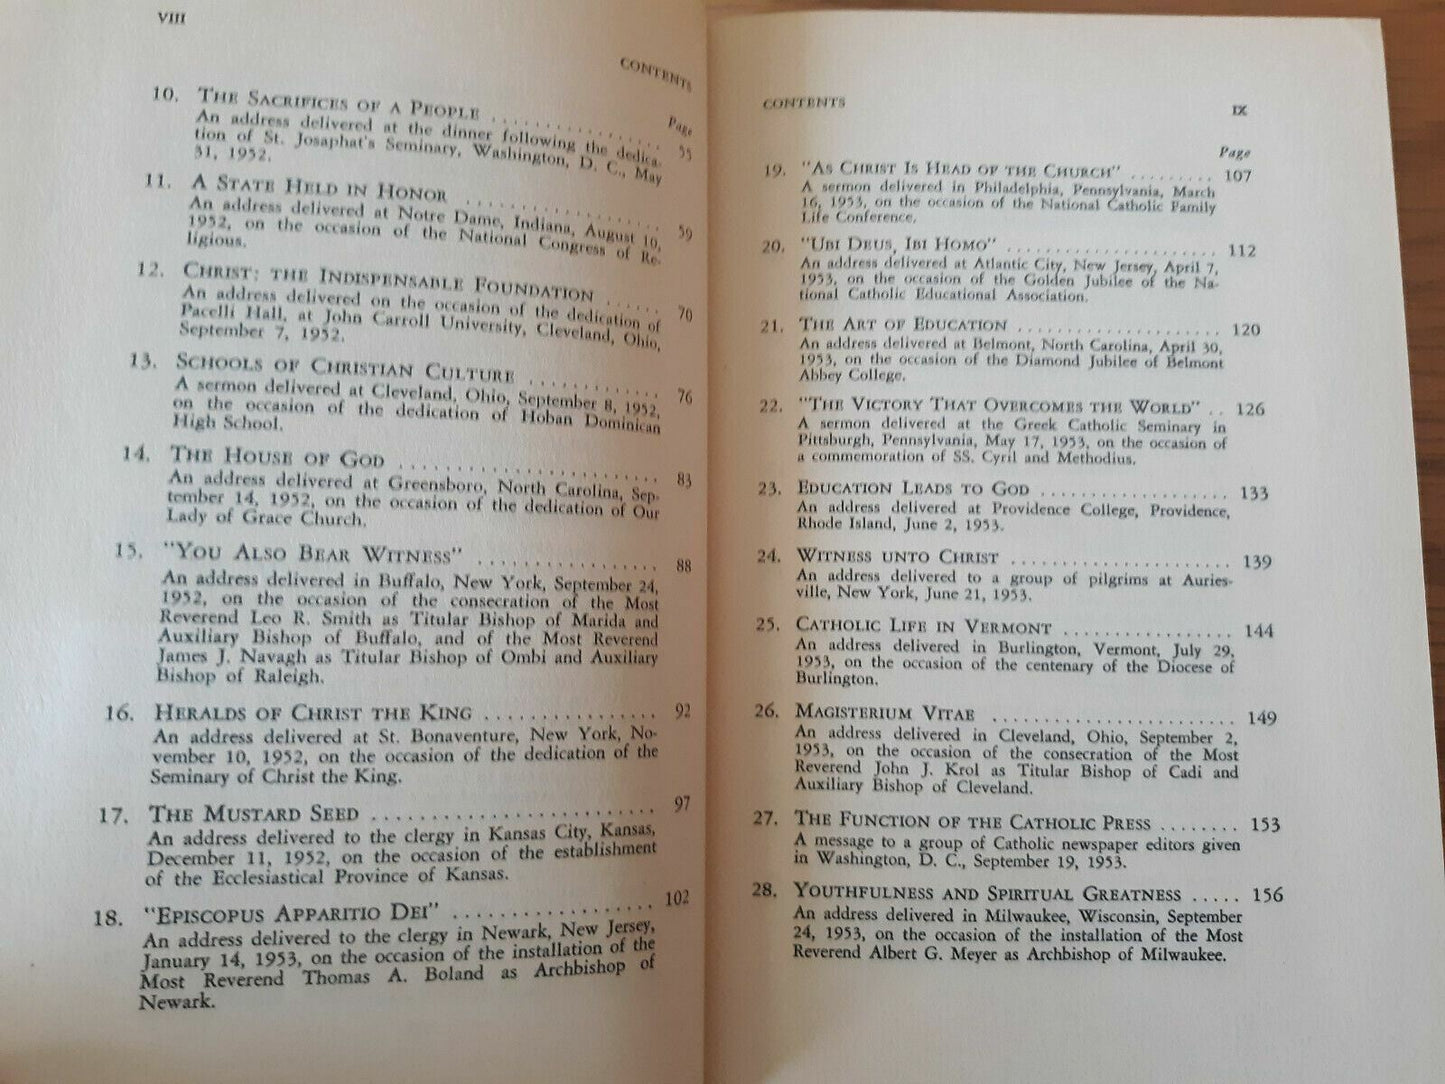 VIII
CONTENTS
Page
10. THE SACRIFICES OF A PEOPLE . . . . . . . . . . . . . . . 55
An address delivered at the dinner following the dedica-
tion of St. Josaphat's Seminary, Washington, D. C., May
31, 1952.
11. A STATE HELD IN HONOR . . . . . . . . . . . . . . . . . 59
An address delivered at Notre Dame, Indiana, August 10,
1952, on the occasion of the National Congress of Re-
ligious.
12. CHRIST: THE INDISPENSABLE FOUNDATION . . . . . . 70
An address delivered on the occasion of the dedication of
Pacelli Hall, at John Carroll University, Cleveland, Ohio,
September 7, 1952.
13. SCHOOLS OF CHRISTIAN CULTURE . . . . . . . . . . . . 76
A sermon delivered at Cleveland, Ohio, September 8, 1952,
on the occasion of the dedication of Hoban Dominican
High School.
14. THE HOUSE OF GOD . . . . . . . . . . . . . . . . . . . . . . 83
An address delivered at Greensboro, North Carolina, Sep-
tember 14, 1952, on the occasion of the dedication of Our
Lady of Grace Church.
15. "YOU ALSO BEAR WITNESS" . . . . . . . . . . . . . . . . 88
An address delivered in Buffalo, New York, September 24,
1952, on the occasion of the consecration of the Most
Reverend Leo R. Smith as Titular Bishop of Marida and
Auxiliary Bishop of Buffalo, and of the Most Reverend
James J. Navagh as Titular Bishop of Ombi and Auxiliary
Bishop of Raleigh.
16. HERALDS OF CHRIST THE KING . . . . . . . . . . . . . . . 92
An address delivered at St. Bonaventure, New York, No-
vember 10, 1952, on the occasion of the dedication of the
Seminary of Christ the King.
17. THE MUSTARD SEED . . . . . . . . . . . . . . . . . . . . . . . 97
An address delivered to the clergy in Kansas City, Kansas,
December 11, 1952, on the occasion of the establishment
of the Ecclesiastical Province of Kansas.
18. "EPISCOPUS APPARITIO DEI" . . . . . . . . . . . . . . . . . 102
An address delivered to the clergy in Newark, New Jersey,
January 14, 1953, on the occasion of the installation of the
Most Reverend Thomas A. Boland as Archbishop of
Newark.
CONTENTS IX
Page
19. "AS CHRIST IS HEAD OF THE CHURCH" . . . . . . . . . 107
A sermon delivered in Philadelphia, Pennsylvania, March
16, 1953, on the occasion of the National Catholic Family
Life Conference.
20. "UBI DEUS, IBI HOMO" . . . . . . . . . . . . . . . . . . . . . 112
An address delivered at Atlantic City, New Jersey, April 7,
1953, on the occasion of the Golden Jubilee of the Na-
tional Catholic Educational Association.
21. THE ART OF EDUCATION . . . . . . . . . . . . . . . . . . . . 120
An address delivered at Belmont, North Carolina, April 30,
1953, on the occasion of the Diamond Jubilee of Belmont
Abbey College.
22. "THE VICTORY THAT OVERCOMES THE WORLD" . . 126
A sermon delivered at the Greek Catholic Seminary in
Pittsburgh, Pennsylvania, May 17, 1953, on the occasion of
a commemoration of SS. Cyril and Methodius.
23. EDUCATION LEADS TO GOD . . . . . . . . . . . . . . . . . . 133
An address delivered at Providence College, Providence,
Rhode Island, June 2, 1953.
24. WITNESS UNTO CHRIST . . . . . . . . . . . . . . . . . . . . . 139
An address delivered to a group of pilgrims at Auries-
ville, New York, June 21, 1953.
25. CATHOLIC LIFE IN VERMONT . . . . . . . . . . . . . . . . 144
An address delivered in Burlington, Vermont, July 29,
1953, on the occasion of the centenary of the Diocese of
Burlington.
26. MAGISTERIUM VITAE . . . . . . . . . . . . . . . . . . . . . . . 149
An address delivered in Cleveland, Ohio, September 2,
1953, on the occasion of the consecration of the Most
Reverend John J. Krol as Titular Bishop of Cadi and
Auxiliary Bishop of Cleveland.
27. THE FUNCTION OF THE CATHOLIC PRESS . . . . . . . . 153
A message to a group of Catholic newspaper editors given
in Washington, D. C., September 19, 1953.
28. YOUTHFULNESS AND SPIRITUAL GREATNESS . . . . . 156
An address delivered in Milwaukee, Wisconsin, September
24, 1953, on the occasion of the installation of the Most
Reverend Albert G. Meyer as Archbishop of Milwaukee.